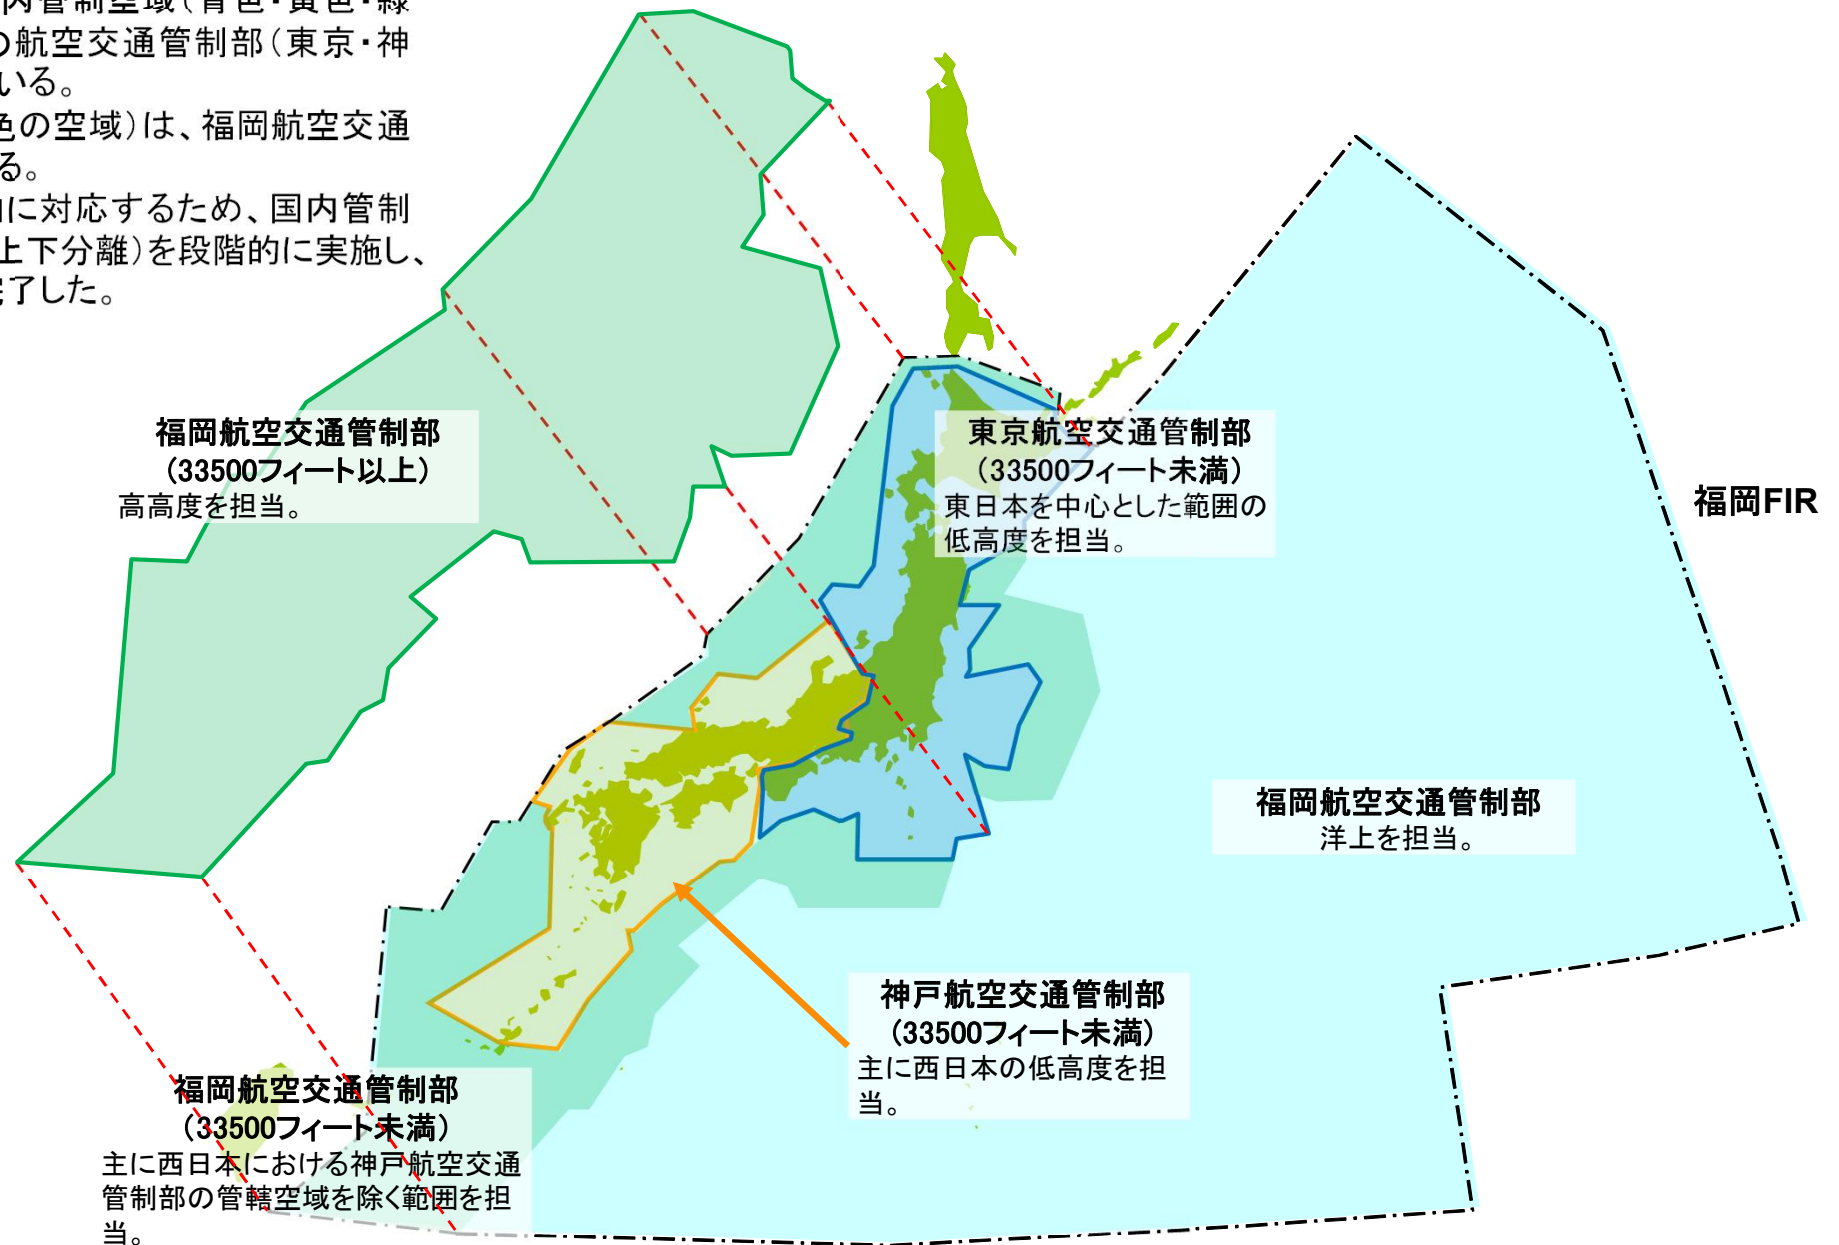 内管制空域(青色・黄色・緑
の航空交通管制部(東京・神
いる。
色の空域)は、福岡航空交通
る。
に対応するため、国内管制
上下分離)を段階的に実施し、
完了した。
福岡航空交通管制部
(33500フィート以上)
高高度を担当。
東京航空交通管制部
(33500フィート未満)
東日本を中心とした範囲の
低高度を担当。
福岡FIR
福岡航空交通管制部
洋上を担当。
神戸航空交通管制部
(33500フィート未満)
主に西日本の低高度を担
当。
福岡航空交通管制部
(33500フィート未満)
主に西日本における神戸航空交通
管制部の管轄空域を除く範囲を担
当。